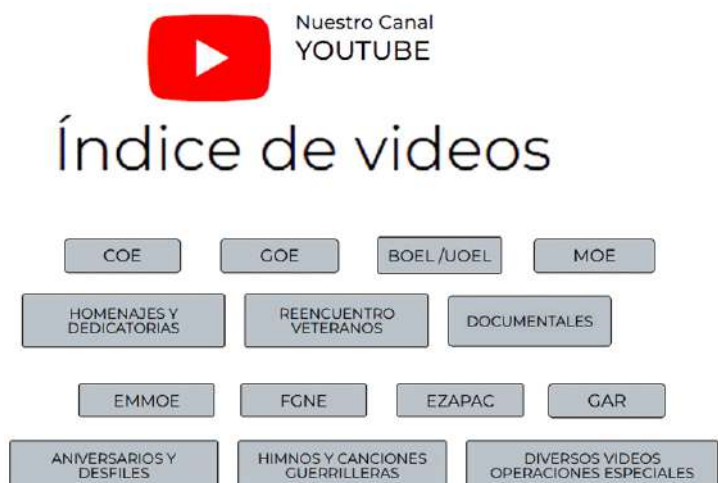 Nuestro Canal
YOUTUBE
Índice de videos
COE
GOE
BOEL /UOEL
MOE
HOMENAJES Y
DEDICATORIAS
REENCUENTRO
VETERANOS
DOCUMENTALES
EMMOE
FGNE
EZAPAC
GAR
ANIVERSARIOS Y
DESFILES
HIMNOS Y CANCIONES
GUERRILLERAS
DIVERSOS VIDEOS
OPERACIONES ESPECIALES